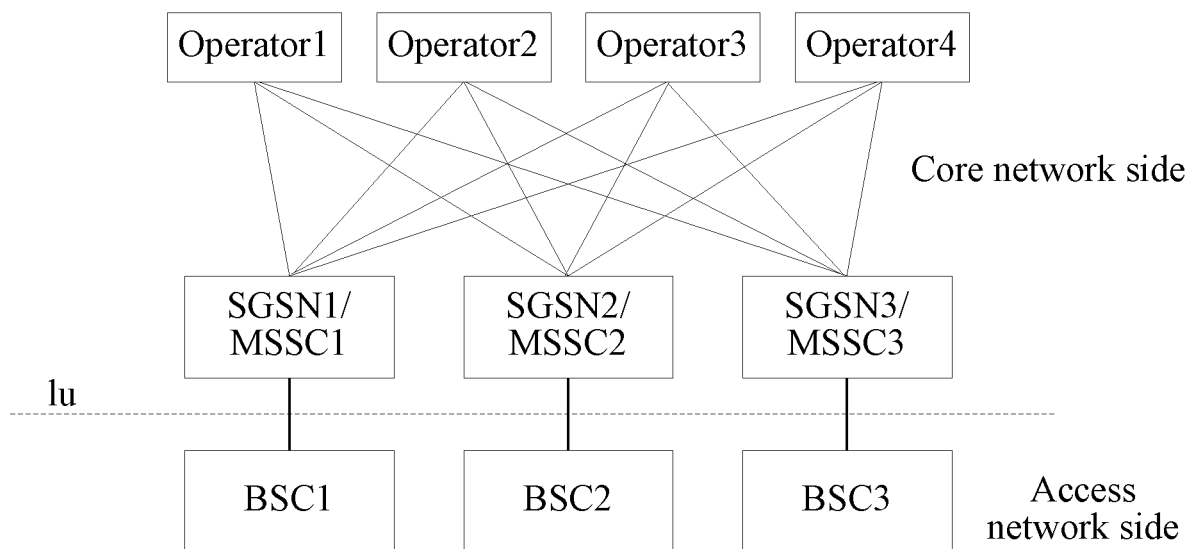 Operator1
Operator2
Operator3
Operator4
Core network side
SGSN1/
MSSC1
SGSN2/
MSSC2
SGSN3/
MSSC3
lu
BSC1
BSC2
BSC3
Access
network side